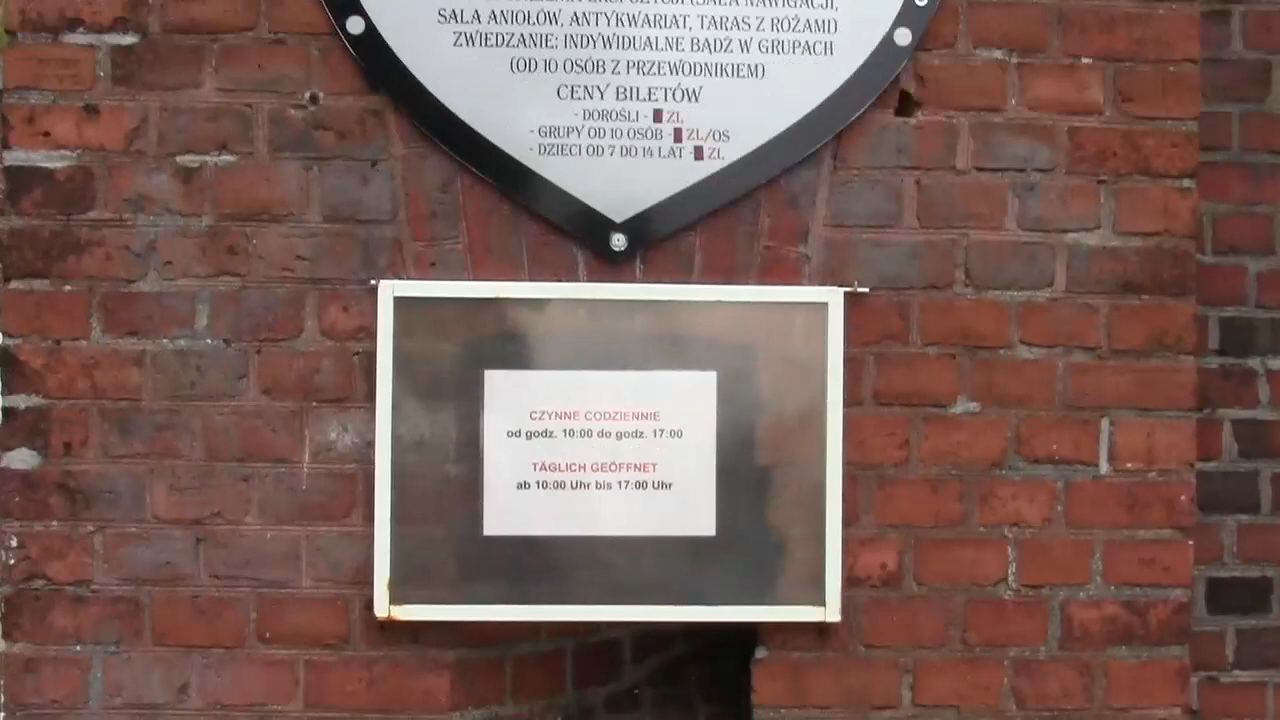 SALA ANIOŁÓW, ANTYKWARIAT, TARAS Z RÓŻAMI)
ZWIEDZANIE: INDYWIDUALNE BĄDŹ W GRUPACH
(OD 10 OSÓB Z PRZEWODNIKIEM)
CENY BILETÓW
- DOROŚLI - ZŁ
- GRUPY OD 10 OSÓB - ZŁ/OS
- DZIECI OD 7 DO 14 LAT - ZŁ
CZYNNE CODZIENNIE
od godz. 10:00 do godz. 17:00
TÄGLICH GEÖFFNET
ab 10:00 Uhr bis 17:00 Uhr